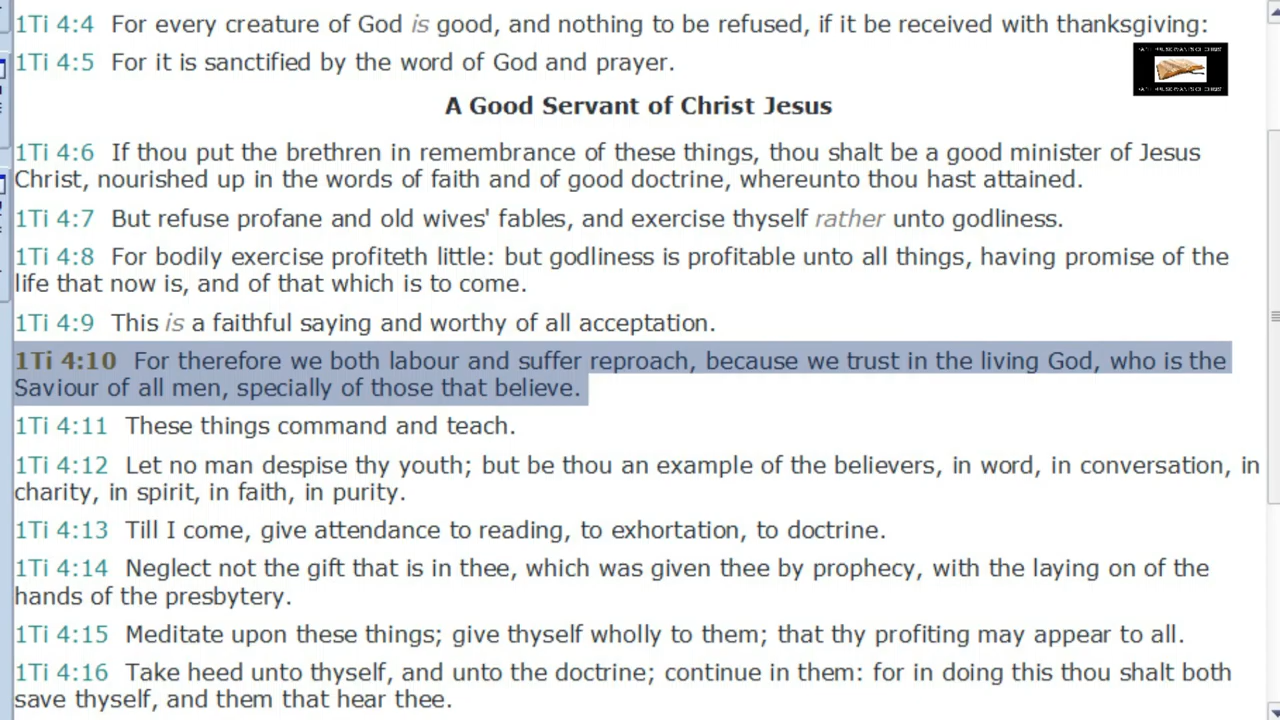 1Ti 4:4 For every creature of God is good, and nothing to be refused, if it be received with thanksgiving:
1Ti 4:5 For it is sanctified by the word of God and prayer.
A Good Servant of Christ Jesus
1Ti 4:6 If thou put the brethren in remembrance of these things, thou shalt be a good minister of Jesus
Christ, nourished up in the words of faith and of good doctrine, whereunto thou hast attained.
1Ti 4:7 But refuse profane and old wives' fables, and exercise thyself rather unto godliness.
1Ti 4:8 For bodily exercise profiteth little: but godliness is profitable unto all things, having promise of the
life that now is, and of that which is to come.
1Ti 4:9 This is a faithful saying and worthy of all acceptation.
1Ti 4:10 For therefore we both labour and suffer reproach, because we trust in the living God, who is the
Saviour of all men, specially of those that believe.
1Ti 4:11 These things command and teach.
1Ti 4:12 Let no man despise thy youth; but be thou an example of the believers, in word, in conversation, in
charity, in spirit, in faith, in purity.
1Ti 4:13 Till I come, give attendance to reading, to exhortation, to doctrine.
1Ti 4:14 Neglect not the gift that is in thee, which was given thee by prophecy, with the laying on of the
hands of the presbytery.
1Ti 4:15 Meditate upon these things; give thyself wholly to them; that thy profiting may appear to all.
1Ti 4:16 Take heed unto thyself, and unto the doctrine; continue in them: for in doing this thou shalt both
save thyself, and them that hear thee.